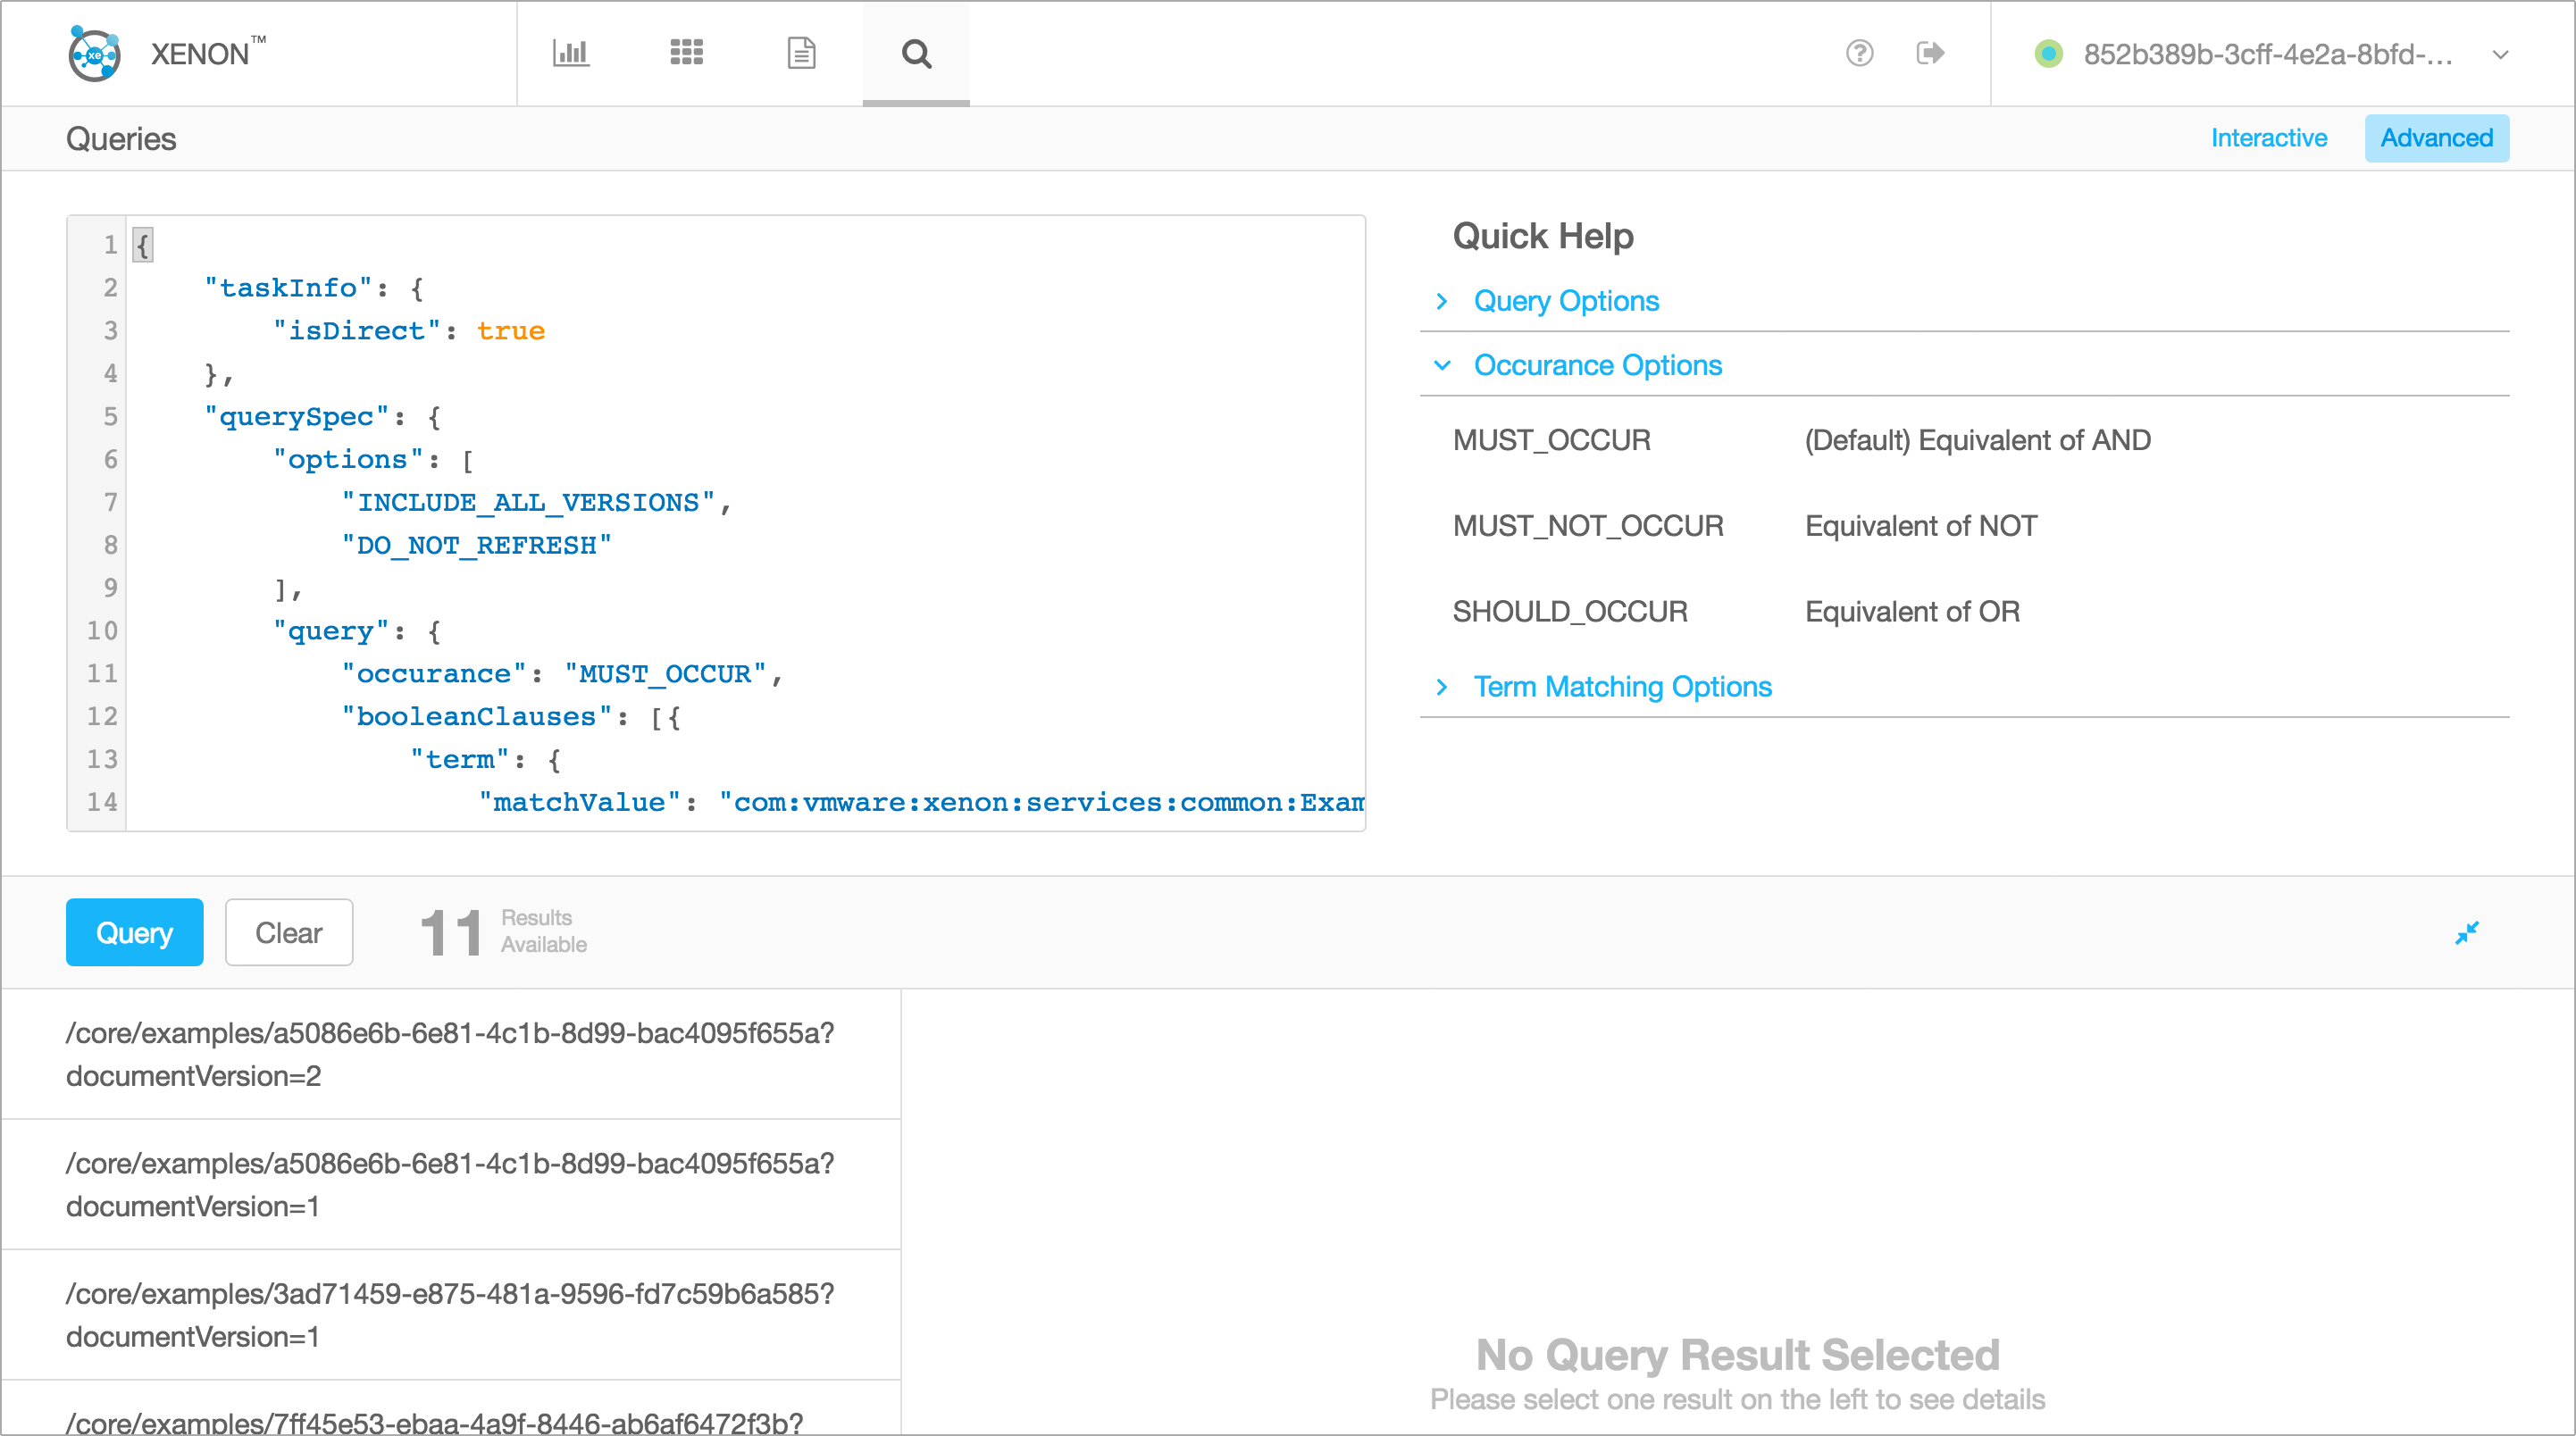 xe
XENON™
852b389b-3cff-4e2a-8bfd-...
Queries
Interactive
Advanced
1 {
2 "taskInfo": {
3 "isDirect": true
4 },
5 "querySpec": {
6 "options": [
7 "INCLUDE_ALL_VERSIONS",
8 "DO_NOT_REFRESH"
9 ],
10 "query": {
11 "occurance": "MUST_OCCUR",
12 "booleanClauses": [{
13 "term": {
14 "matchValue": "com:vmware:xenon:services:common:Exam
Quick Help
Query Options
Occurance Options
MUST_OCCUR (Default) Equivalent of AND
MUST_NOT_OCCUR Equivalent of NOT
SHOULD_OCCUR Equivalent of OR
Term Matching Options
Query
Clear
11
Results
Available
/core/examples/a5086e6b-6e81-4c1b-8d99-bac4095f655a?
documentVersion=2
/core/examples/a5086e6b-6e81-4c1b-8d99-bac4095f655a?
documentVersion=1
/core/examples/3ad71459-e875-481a-9596-fd7c59b6a585?
documentVersion=1
/core/examples/7ff45e53-ebaa-4a9f-8446-ab6af6472f3b?
No Query Result Selected
Please select one result on the left to see details